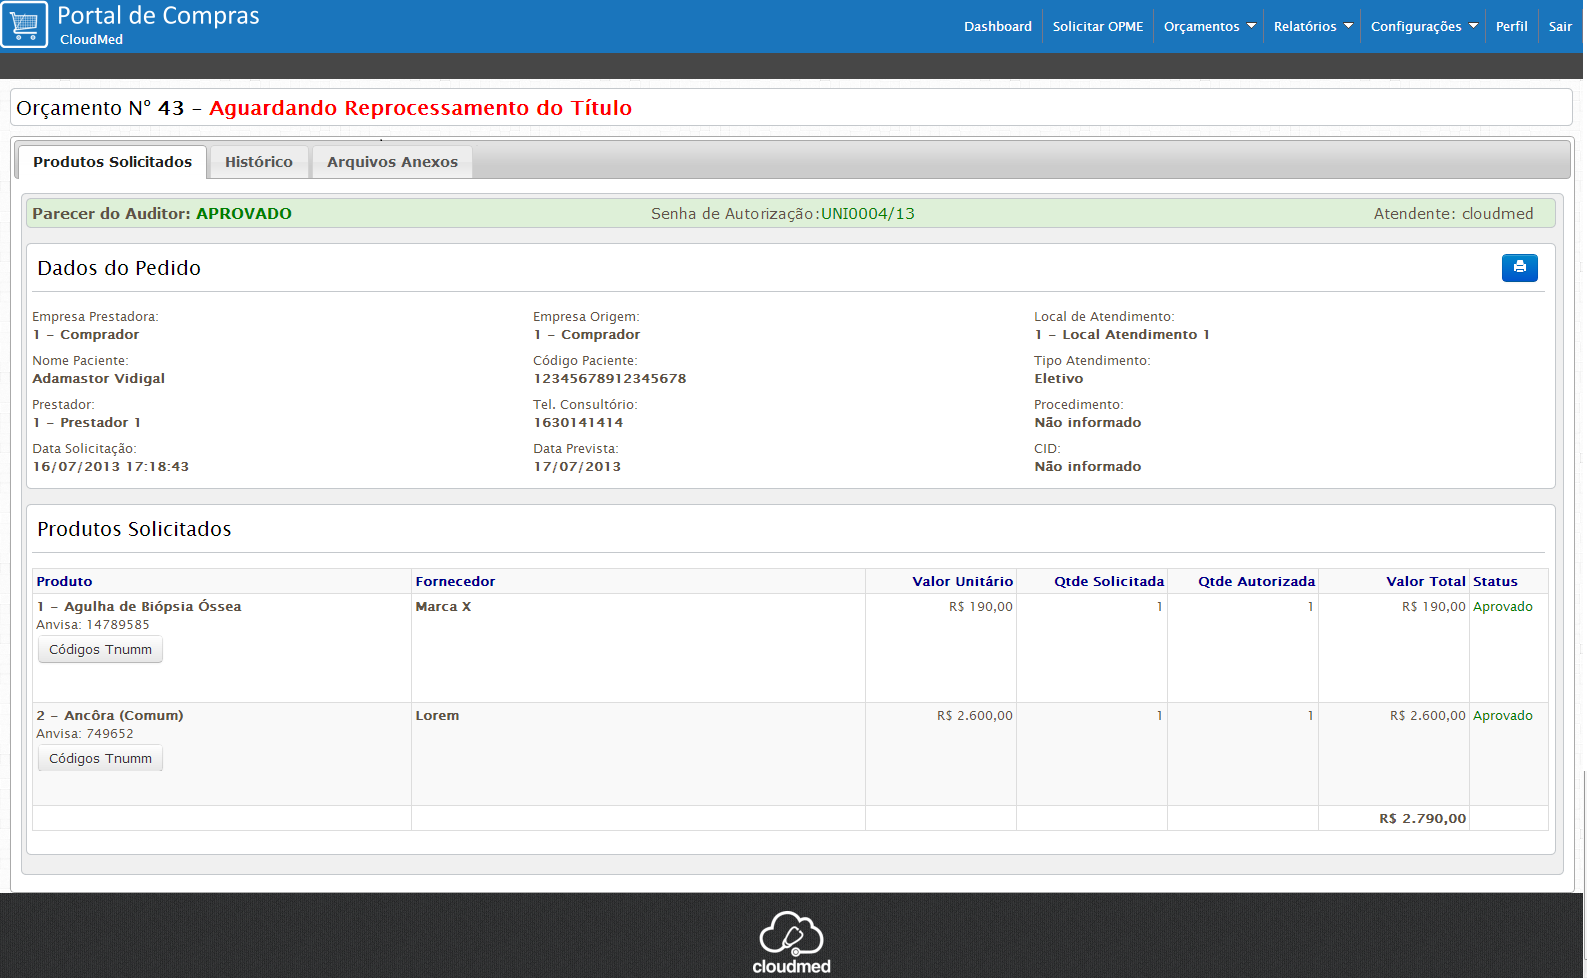 Portal de Compras
CloudMed
Dashboard Solicitar OPME Orçamentos Relatórios Configurações Perfil Sair
Orçamento Nº 43 - Aguardando Reprocessamento do Título
Produtos Solicitados Histórico Arquivos Anexos
Parecer do Auditor: APROVADO Senha de Autorização:UNI0004/13 Atendente: cloudmed
Dados do Pedido
Empresa Prestadora: Empresa Origem: Local de Atendimento:
1 - Comprador 1 - Comprador 1 - Local Atendimento 1
Nome Paciente: Código Paciente: Tipo Atendimento:
Adamastor Vidigal 12345678912345678 Eletivo
Prestador: Tel. Consultório: Procedimento:
1 - Prestador 1 1630141414 Não informado
Data Solicitação: Data Prevista: CID:
16/07/2013 17:18:43 17/07/2013 Não informado
Produtos Solicitados
Produto Fornecedor Valor Unitário Qtde Solicitada Qtde Autorizada Valor Total Status
1 - Agulha de Biópsia Óssea Marca X R$ 190,00 1 1 R$ 190,00 Aprovado
Anvisa: 14789585
Códigos Tnumm
2 - Ancôra (Comum) Lorem R$ 2.600,00 1 1 R$ 2.600,00 Aprovado
Anvisa: 749652
Códigos Tnumm
R$ 2.790,00
cloudmed